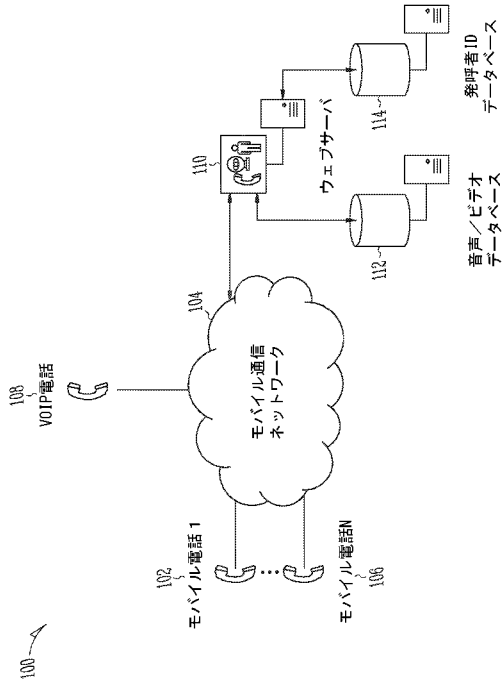 100
102
モバイル電話1
106
モバイル電話N
104
モバイル通信
ネットワーク
108
VOIP電話
110
ウェブサーバ
112
音声/ビデオ
データベース
114
発呼者ID
データベース